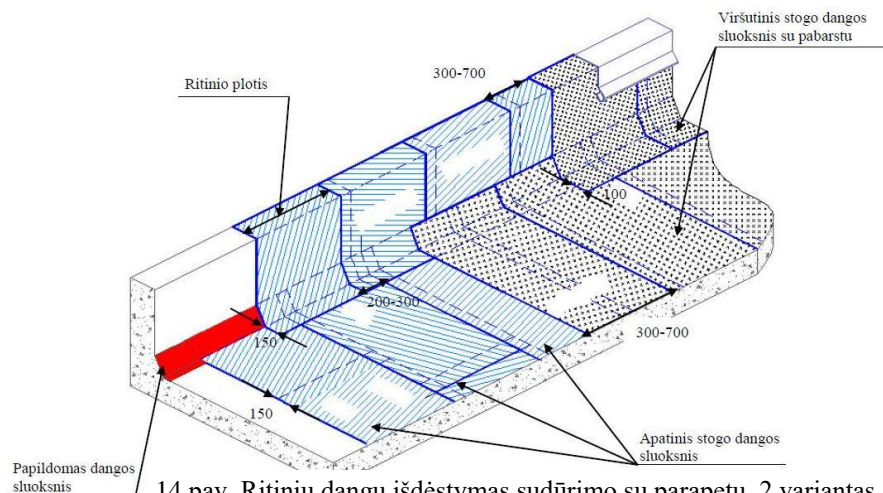 Viršutinis stogo dangos
sluoksnis su pabarstu
300-700
Ritinio plotis
100
200-300
300-700
150
150
Apatinis stogo dangos
sluoksnis
Papildomas dangos
sluoksnis
14 pav. Ritinių dangų išdėstymas sudūrimo su parapetu. 2 variantas